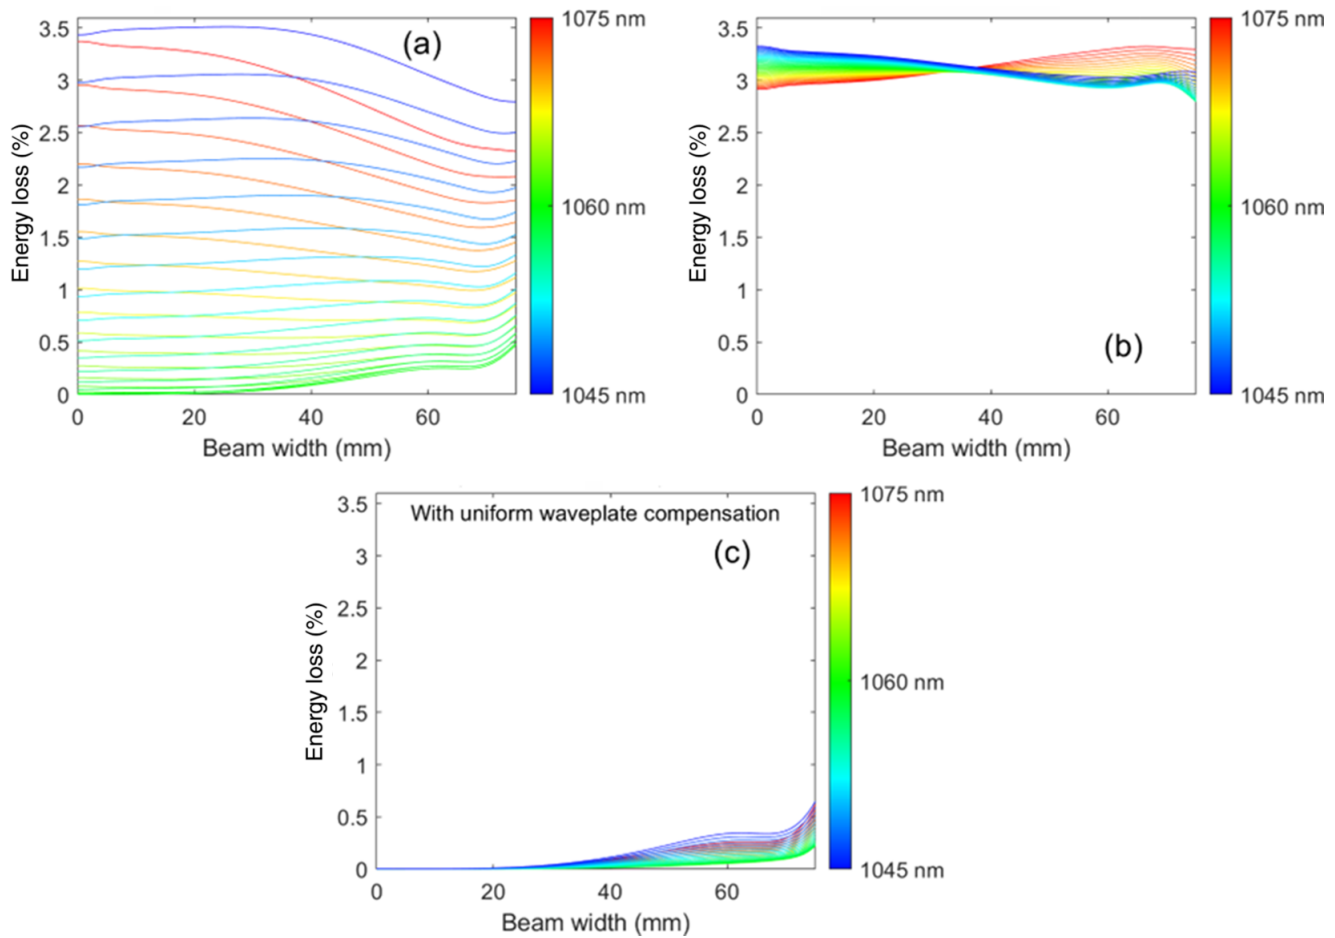 3.5
3
2.5
2
1.5
1
0.5
0
0 20 40 60
Energy loss (%)
Beam width (mm)
(a)
1075 nm
1060 nm
1045 nm
3.5
3
2.5
2
1.5
1
0.5
0
0 20 40 60
Energy loss (%)
Beam width (mm)
(b)
1075 nm
1060 nm
1045 nm
With uniform waveplate compensation
(c)
3.5
3
2.5
2
1.5
1
0.5
0
0 20 40 60
Energy loss (%)
Beam width (mm)
1075 nm
1060 nm
1045 nm